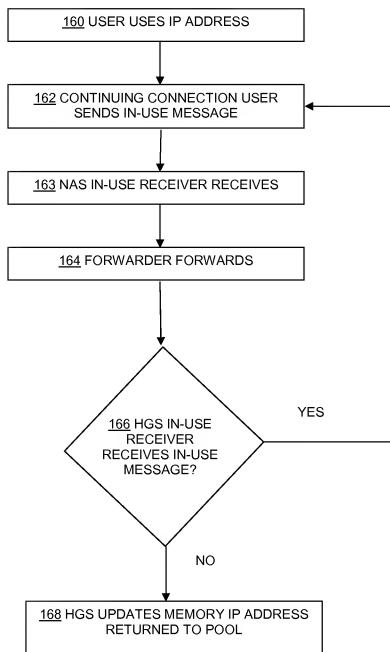 160 USER USES IP ADDRESS
162 CONTINUING CONNECTION USER
SENDS IN-USE MESSAGE
163 NAS IN-USE RECEIVER RECEIVES
164 FORWARDER FORWARDS
166 HGS IN-USE
RECEIVER
RECEIVES IN-USE
MESSAGE?
YES
NO
168 HGS UPDATES MEMORY IP ADDRESS
RETURNED TO POOL